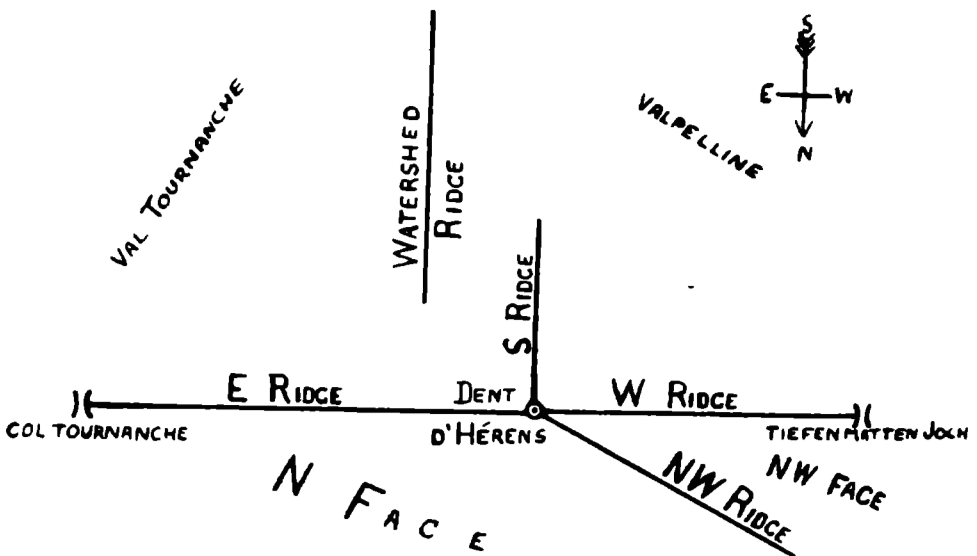 S
E W
N
VAL TOURNANCHE
WATERSHED
RIDGE
VALPELLINE
S RIDGE
E RIDGE
DENT
D'HÉRENS
W RIDGE
COL TOURNANCHE
TIEFENMATTEN JOCH
N FACE
NW RIDGE
NW FACE